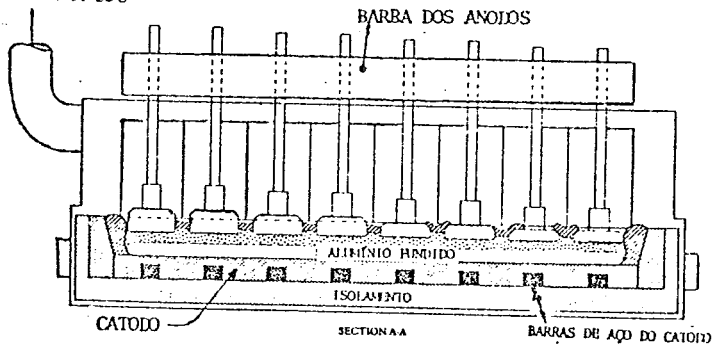 BARRA DOS ANODOS
ALUMÍNIO FUNDIDO
ISOLAMENTO
CATODO
SECTION A-A
BARRAS DE AÇO DO CATODO